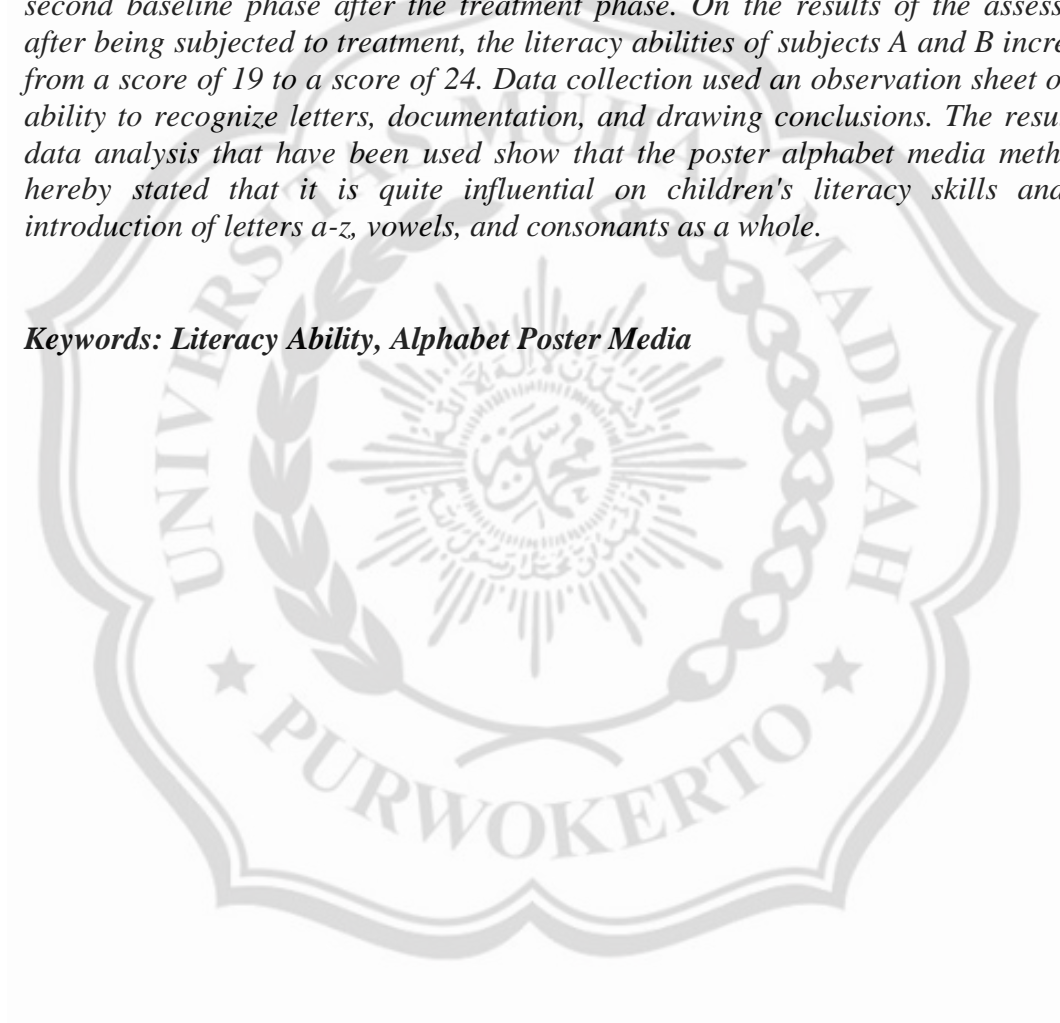 second baseline phase after the treatment phase. On the results of the assess
after being subjected to treatment, the literacy abilities of subjects A and B incre
from a score of 19 to a score of 24. Data collection used an observation sheet o
ability to recognize letters, documentation, and drawing conclusions. The resul
data analysis that have been used show that the poster alphabet media meth
hereby stated that it is quite influential on children's literacy skills and
introduction of letters a-z, vowels, and consonants as a whole.
Keywords: Literacy Ability, Alphabet Poster Media
UNIVERSITAS MUHAMMADIYAH
PURWOKERTO